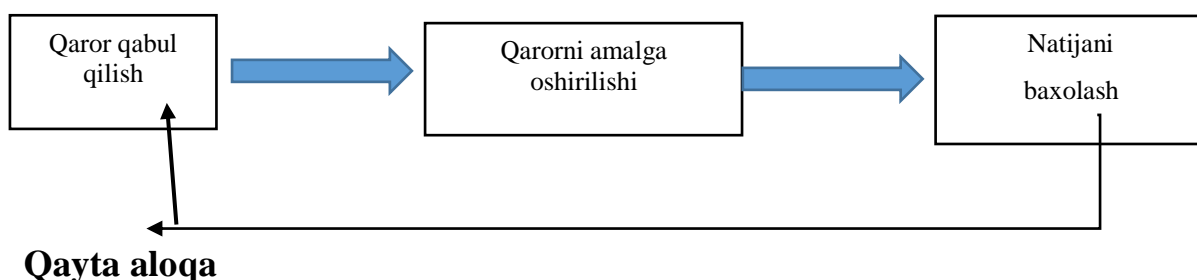 Qaror qabul
qilish
Qarorni amalga
oshirilishi
Natijani
baxolash
Qayta aloqa